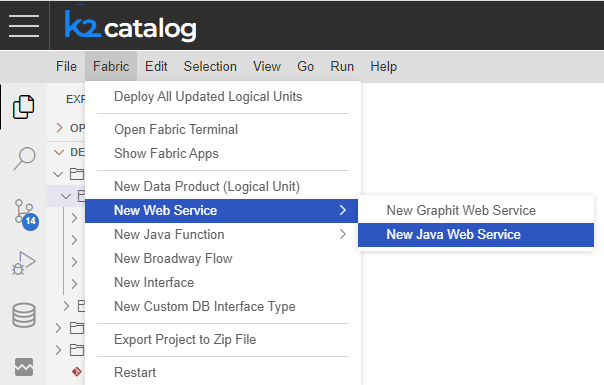 k2catalog
File Fabric Edit Selection View Go Run Help
EXP
Deploy All Updated Logical Units
OP
Open Fabric Terminal
DE
Show Fabric Apps
New Data Product (Logical Unit)
New Web Service
New Graphit Web Service
14
New Java Function
New Java Web Service
New Broadway Flow
New Interface
New Custom DB Interface Type
Export Project to Zip File
Restart